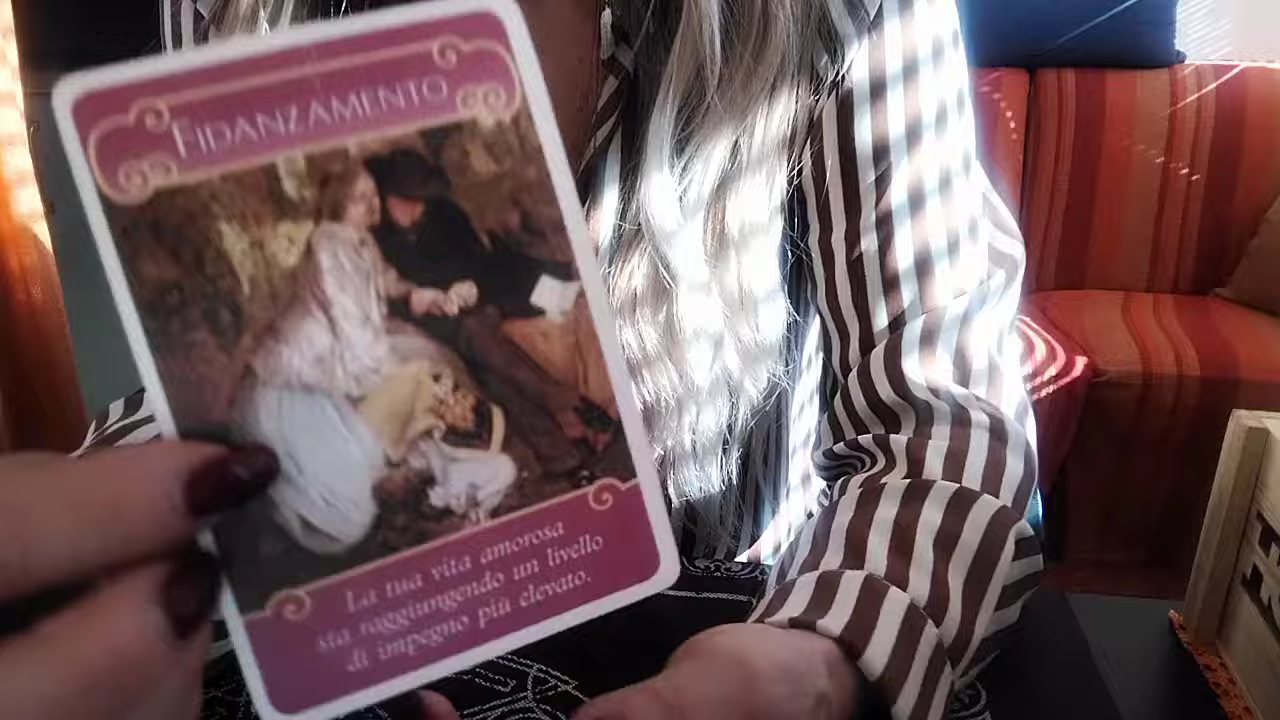 FIDANZAMENTO
La tua vita amorosa
sta raggiungendo un livello
di impegno più elevato.